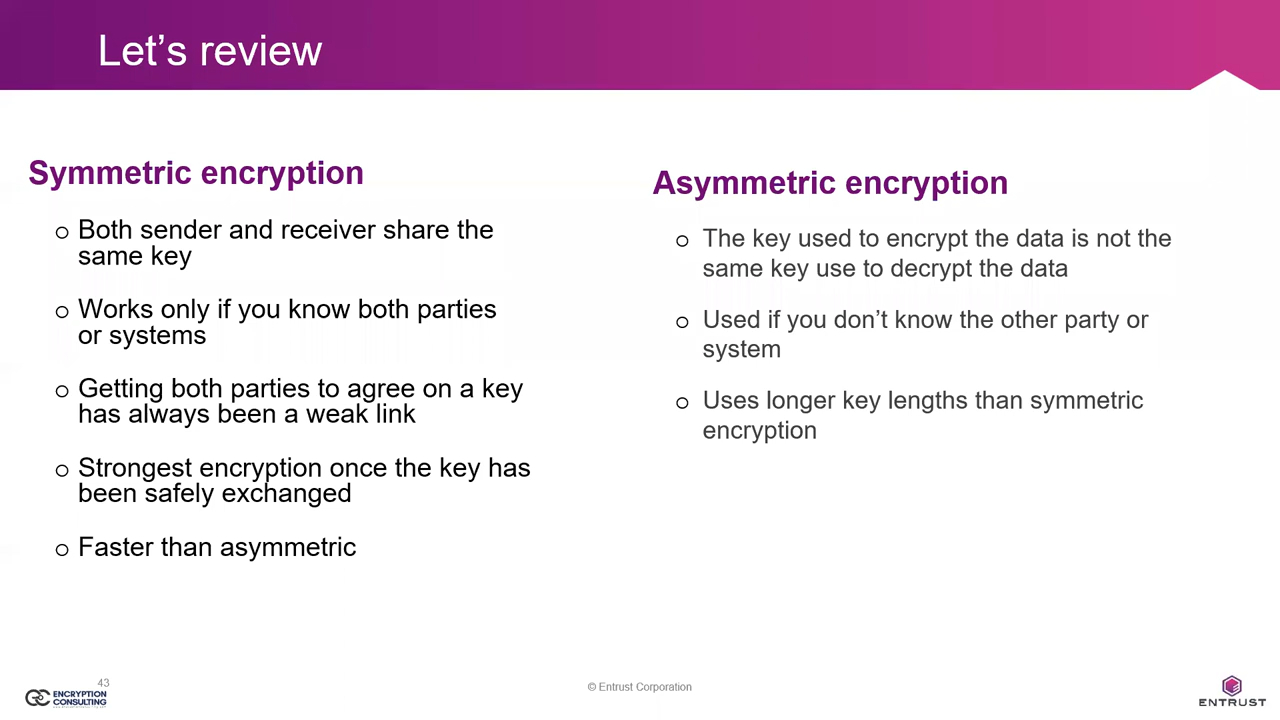 Let’s review
Symmetric encryption
o Both sender and receiver share the
same key
o Works only if you know both parties
or systems
o Getting both parties to agree on a key
has always been a weak link
o Strongest encryption once the key has
been safely exchanged
o Faster than asymmetric
Asymmetric encryption
o The key used to encrypt the data is not the
same key use to decrypt the data
o Used if you don’t know the other party or
system
o Uses longer key lengths than symmetric
encryption
43
ENCRYPTION
CONSULTING
© Entrust Corporation
ENTRUST